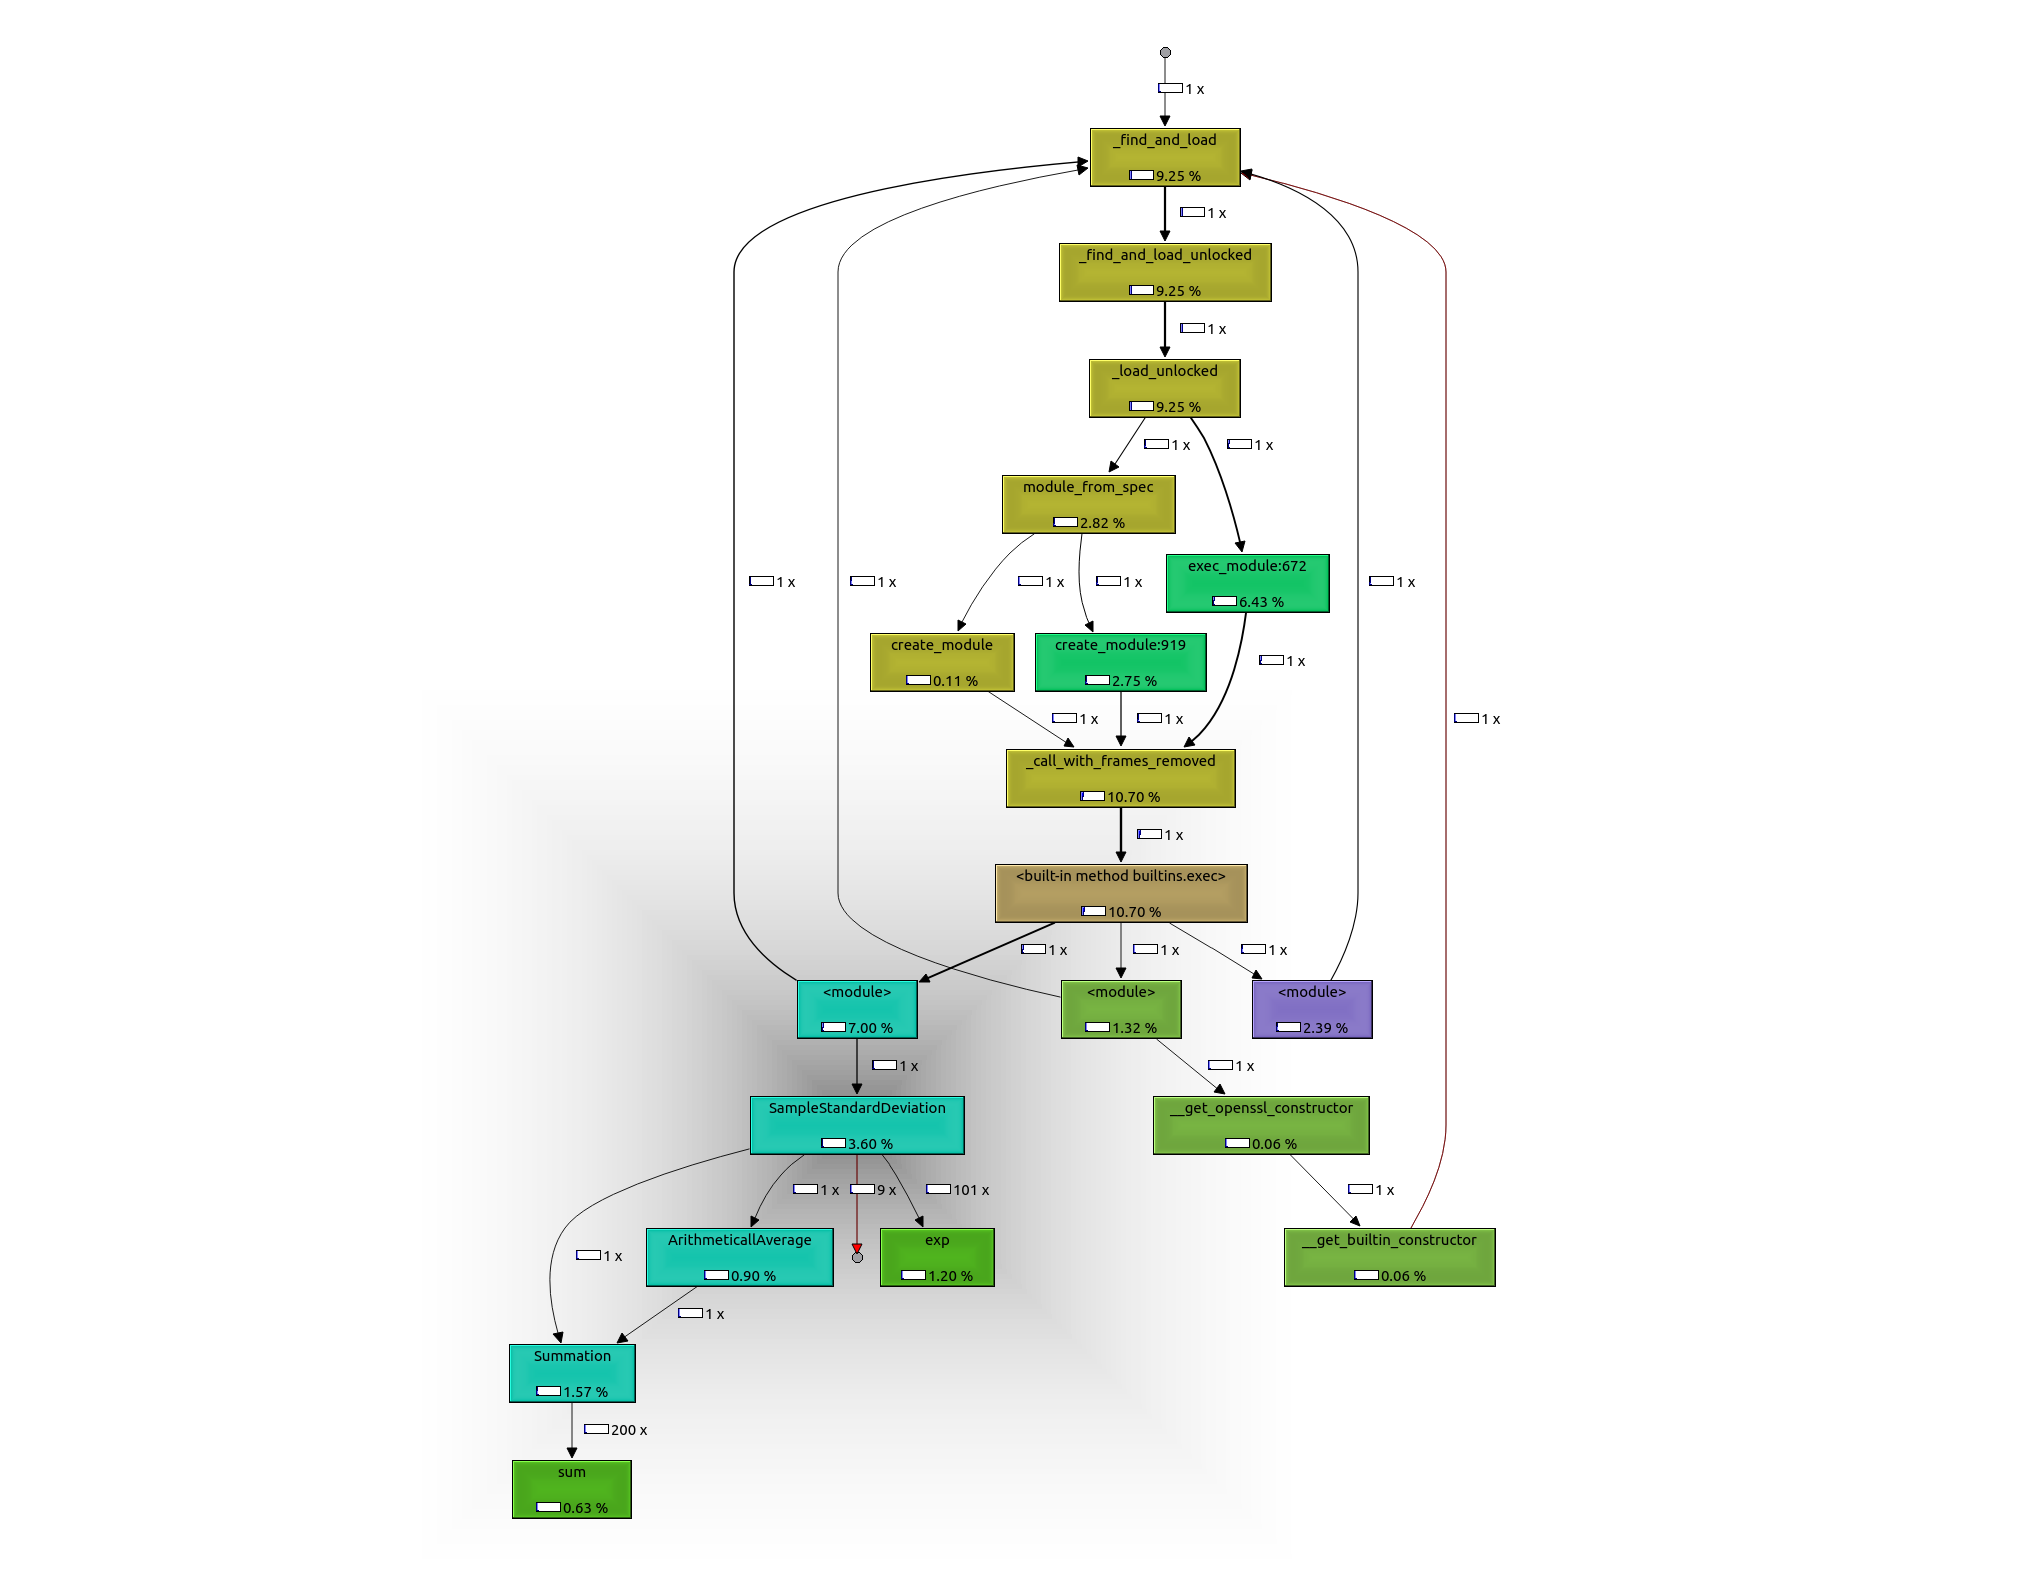 1 x
_find_and_load
9.25 %
1 x
_find_and_load_unlocked
9.25 %
1 x
_load_unlocked
9.25 %
1 x
1 x
module_from_spec
2.82 %
exec_module:672
6.43 %
1 x
1 x
1 x
1 x
1 x
create_module
0.11 %
create_module:919
2.75 %
1 x
1 x
1 x
1 x
_call_with_frames_removed
10.70 %
1 x
<built-in method builtins.exec>
10.70 %
1 x
1 x
1 x
<module>
7.00 %
<module>
1.32 %
<module>
2.39 %
1 x
1 x
SampleStandardDeviation
3.60 %
__get_openssl_constructor
0.06 %
1 x
9 x
101 x
1 x
ArithmeticallAverage
0.90 %
exp
1.20 %
__get_builtin_constructor
0.06 %
1 x
1 x
Summation
1.57 %
200 x
sum
0.63 %